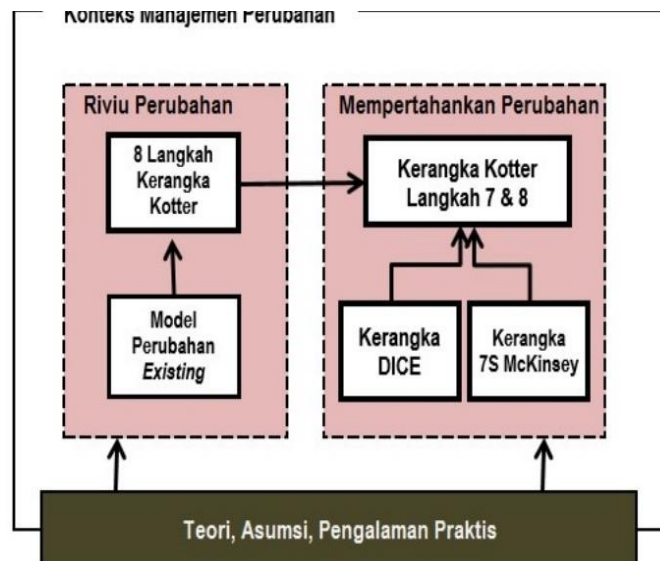 Konteks Manajemen Perubahan
Riviu Perubahan
8 Langkah
Kerangka
Kotter
Model
Perubahan
Existing
Mempertahankan Perubahan
Kerangka Kotter
Langkah 7 & 8
Kerangka
DICE
Kerangka
7S McKinsey
Teori, Asumsi, Pengalaman Praktis